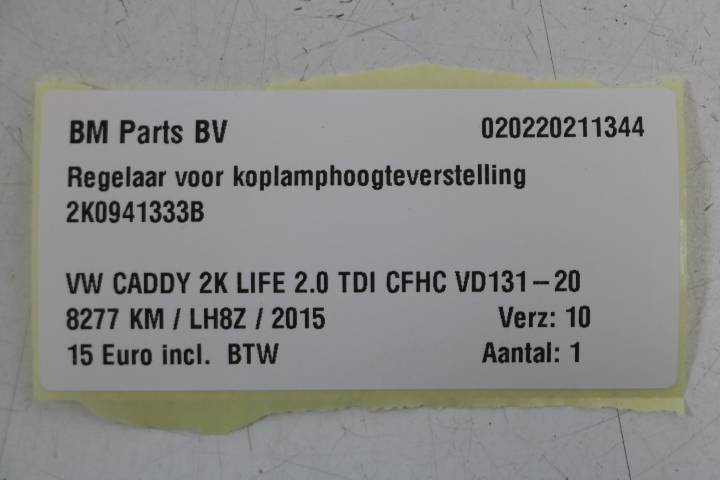 BM Parts BV 020220211344
Regelaar voor koplamphoogteverstelling
2K0941333B
VW CADDY 2K LIFE 2.0 TDI CFHC VD131-20
8277 KM / LH8Z / 2015 Verz: 10
15 Euro incl. BTW Aantal: 1